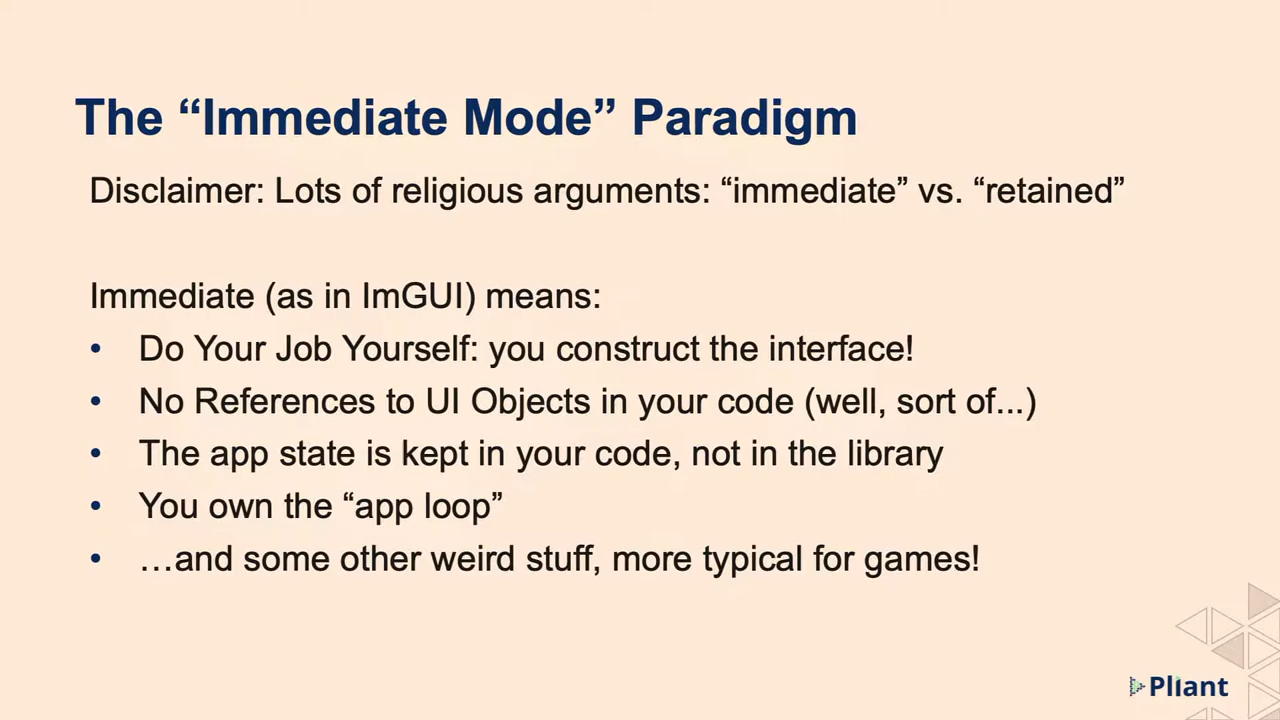 The “Immediate Mode” Paradigm
Disclaimer: Lots of religious arguments: “immediate” vs. “retained”
Immediate (as in ImGUI) means:
• Do Your Job Yourself: you construct the interface!
• No References to UI Objects in your code (well, sort of...)
• The app state is kept in your code, not in the library
• You own the “app loop”
• …and some other weird stuff, more typical for games!
Pliant